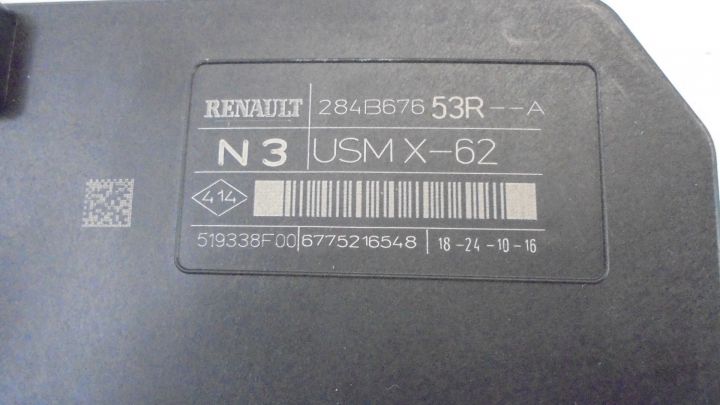 RENAULT 284B676 53R--A
N3 USM X-62
414
519338F00 6775216548 18-24-10-16